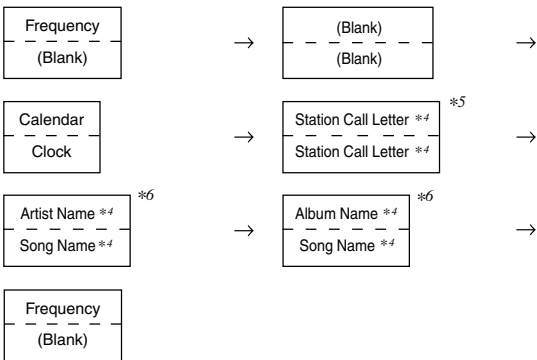 Frequency
(Blank)
→
(Blank)
(Blank)
→
Calendar
Clock
→
Station Call Letter *4
Station Call Letter *4
*5
→
Artist Name *4
Song Name *4
*6
→
Album Name *4
Song Name *4
*6
→
Frequency
(Blank)